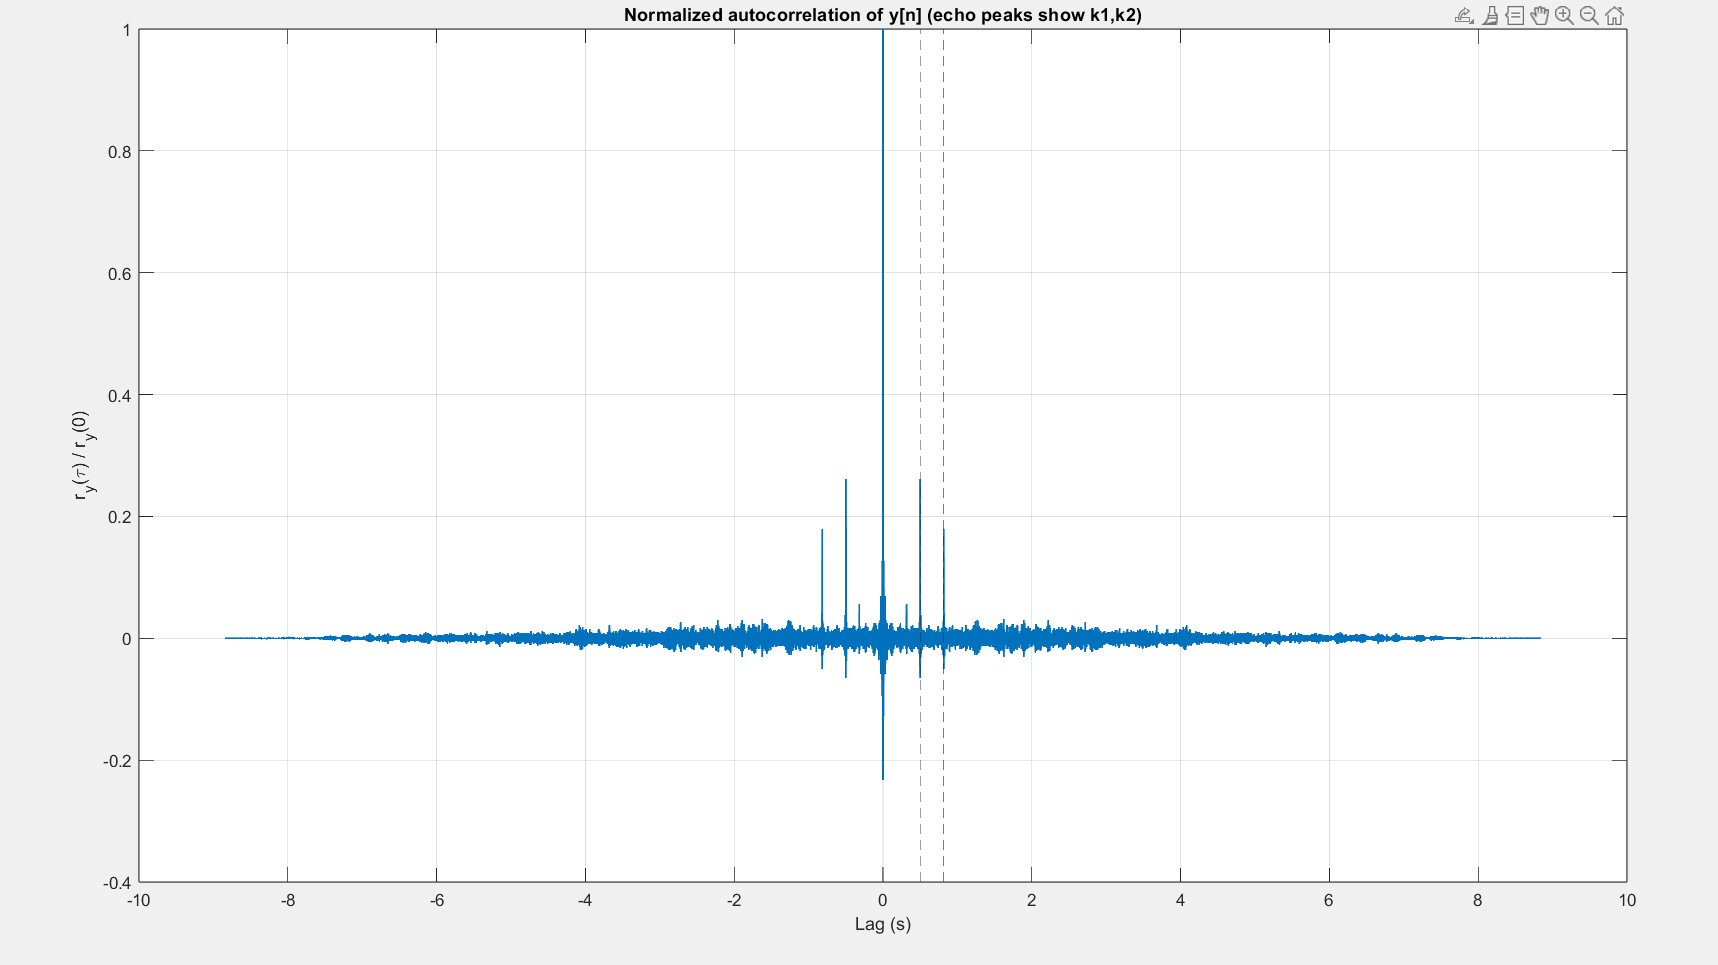 Normalized autocorrelation of y[n] (echo peaks show k1,k2)
1
0.8
0.6
0.4
0.2
0
-0.2
-0.4
r_y(τ) / r_y(0)
-10 -8 -6 -4 -2 0 2 4 6 8 10
Lag (s)